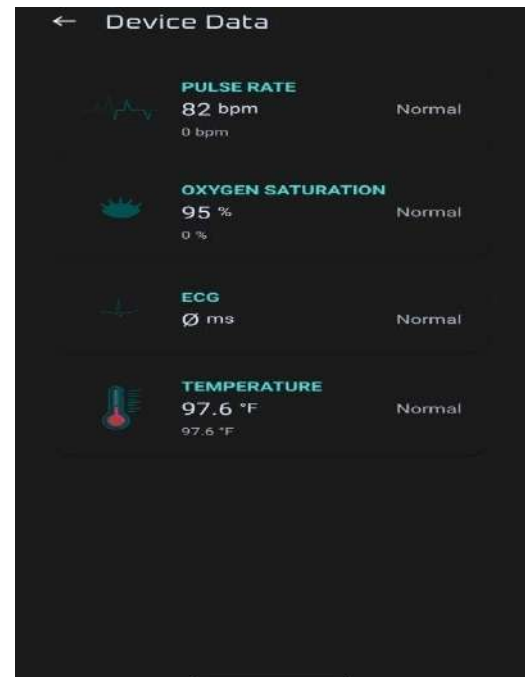 ← Device Data
PULSE RATE
82 bpm Normal
0 bpm
OXYGEN SATURATION
95 % Normal
0 %
ECG
Ø ms Normal
TEMPERATURE
97.6 °F Normal
97.6 °F